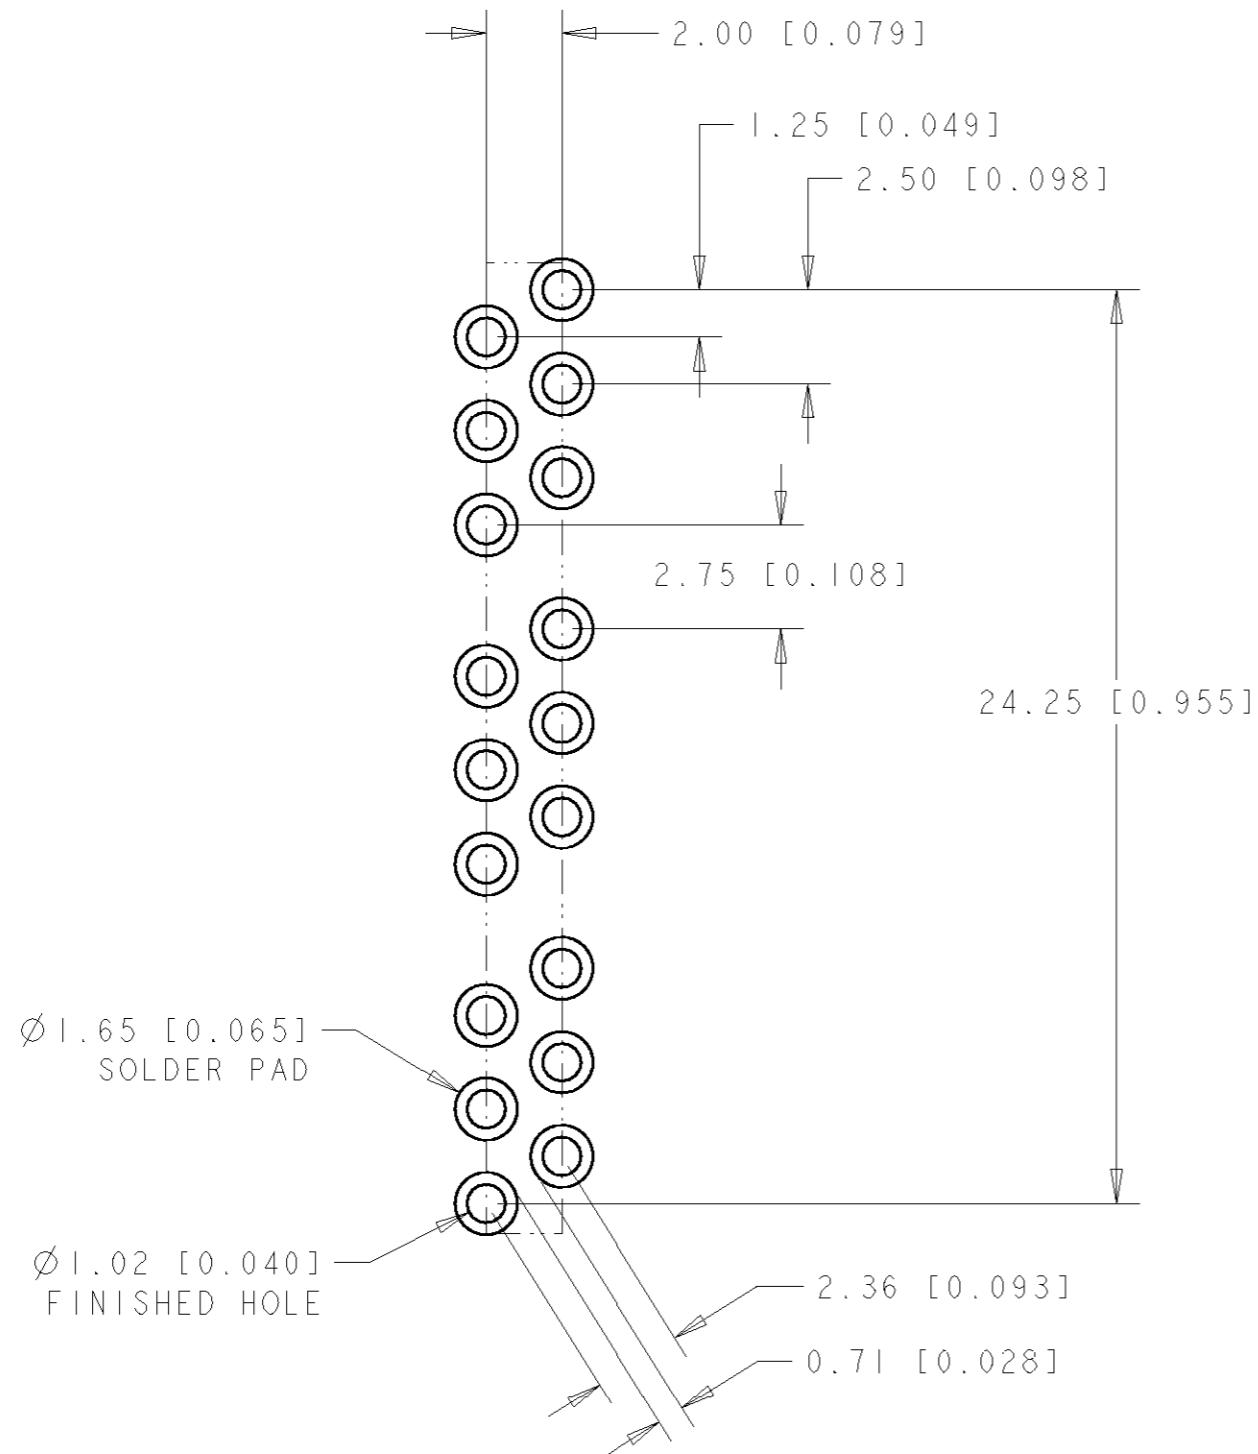 2.00 [0.079]
1.25 [0.049]
2.50 [0.098]
2.75 [0.108]
24.25 [0.955]
Ø1.65 [0.065]
SOLDER PAD
Ø1.02 [0.040]
FINISHED HOLE
2.36 [0.093]
0.71 [0.028]